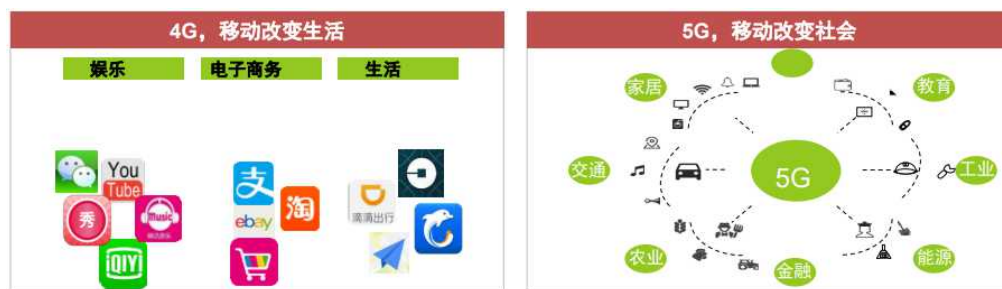 4G，移动改变生活
娱乐
电子商务
生活
You
Tube
秀
Music
iQIY
支
ebay
淘
滴滴出行
5G，移动改变社会
家居
教育
交通
5G
工业
农业
金融
能源